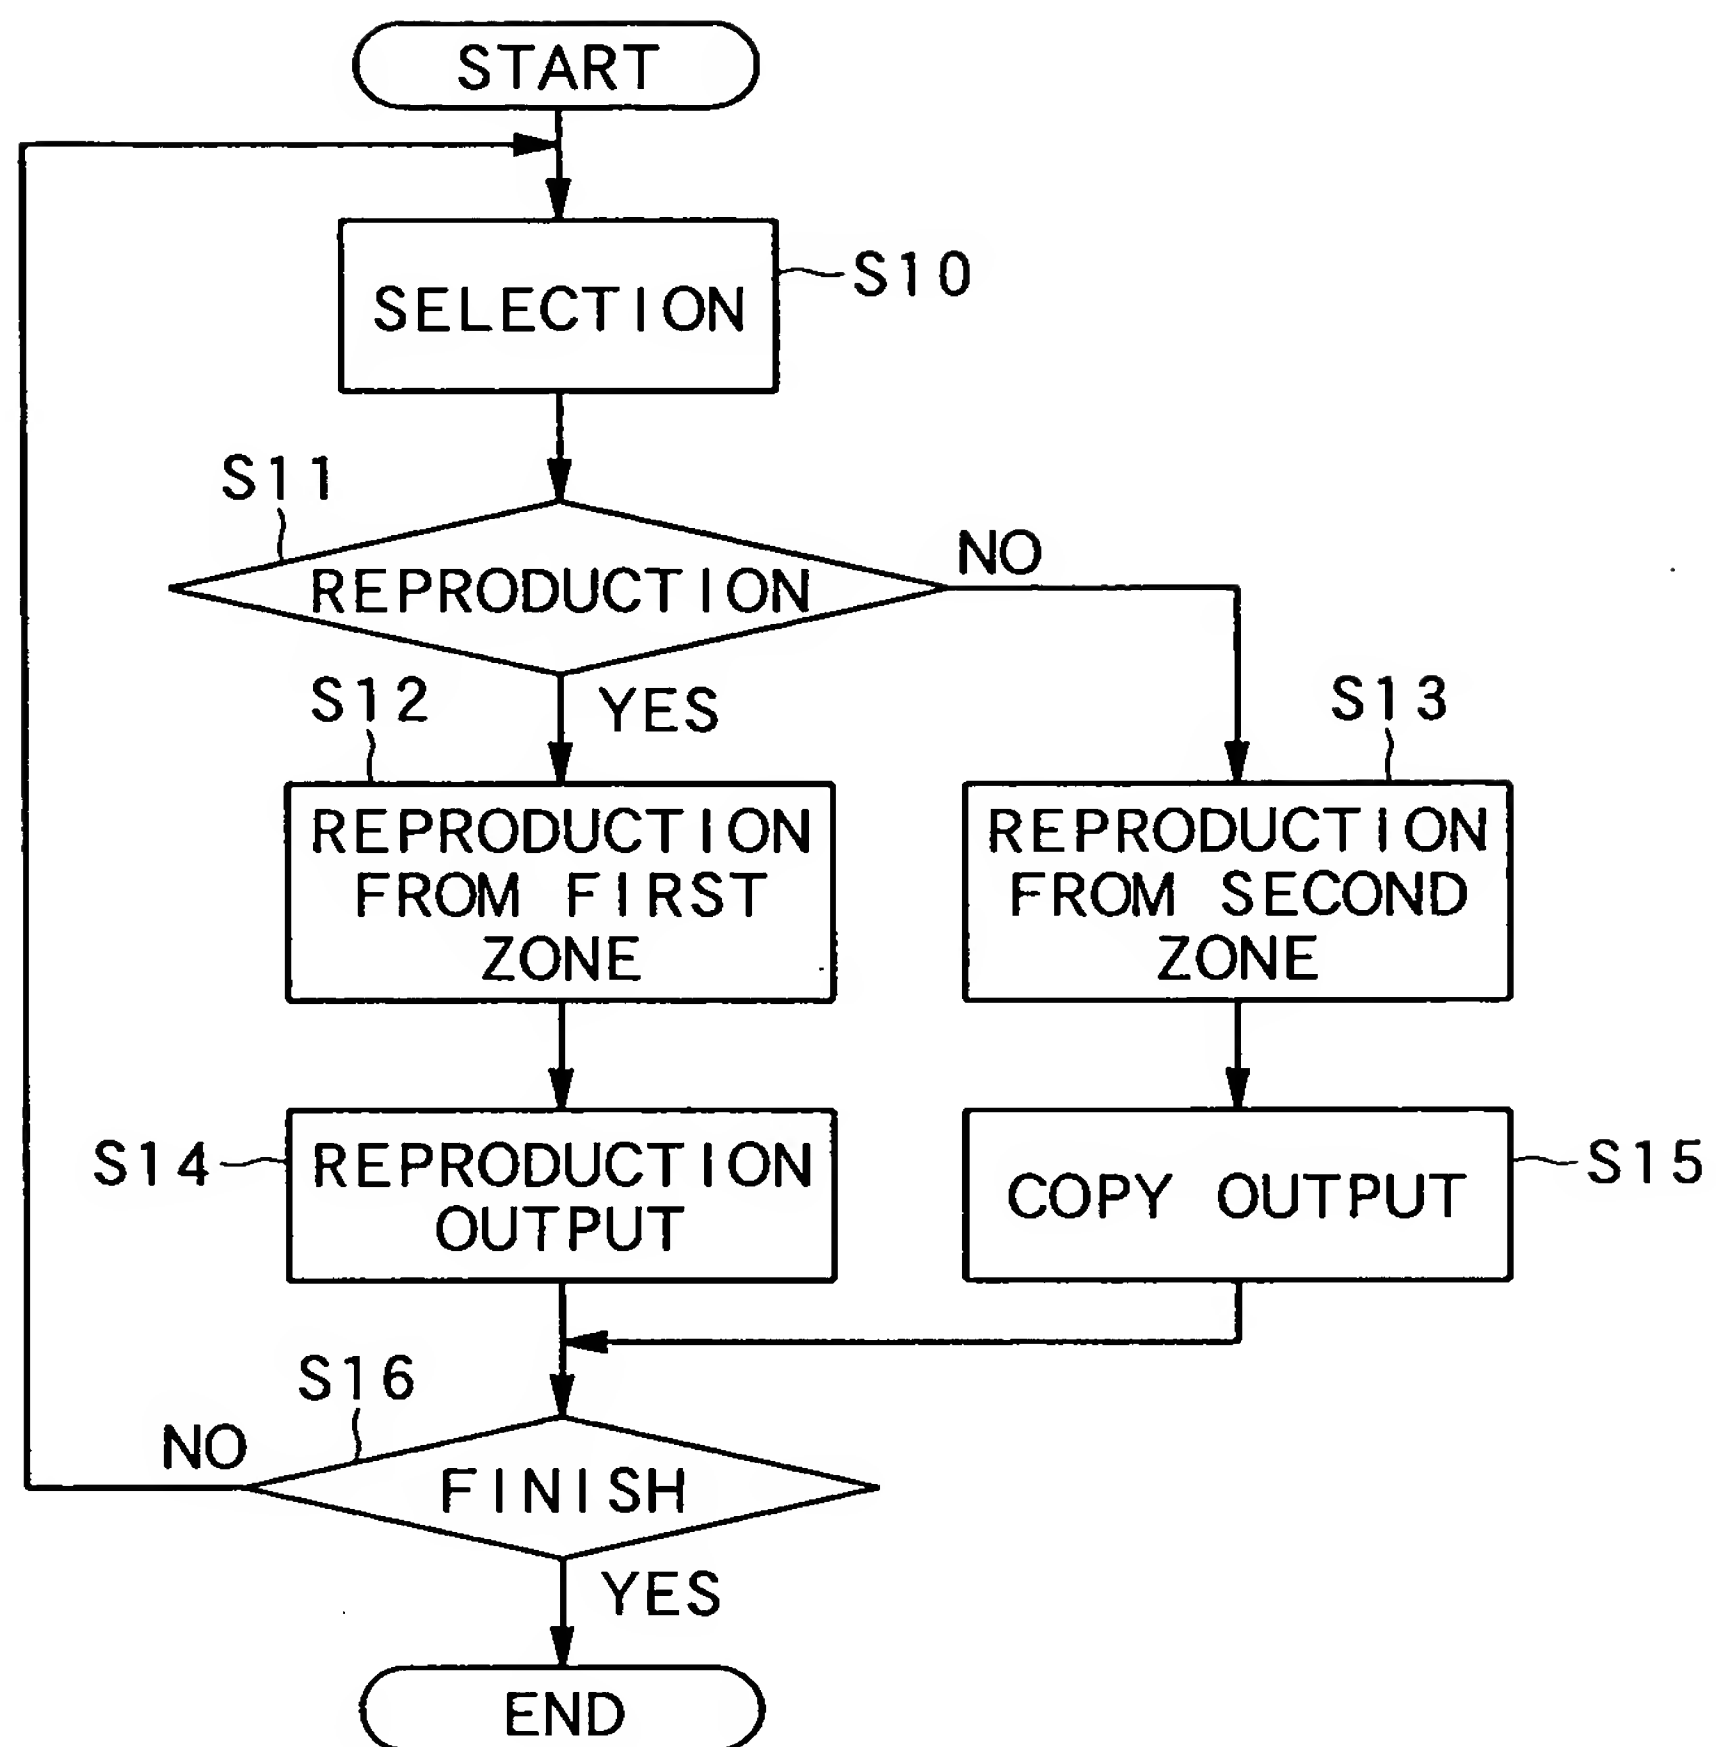 START
SELECTION
S10
S11
REPRODUCTION
NO
S12
YES
S13
REPRODUCTION
FROM FIRST
ZONE
REPRODUCTION
FROM SECOND
ZONE
S14
REPRODUCTION
OUTPUT
COPY OUTPUT
S15
S16
NO
FINISH
YES
END